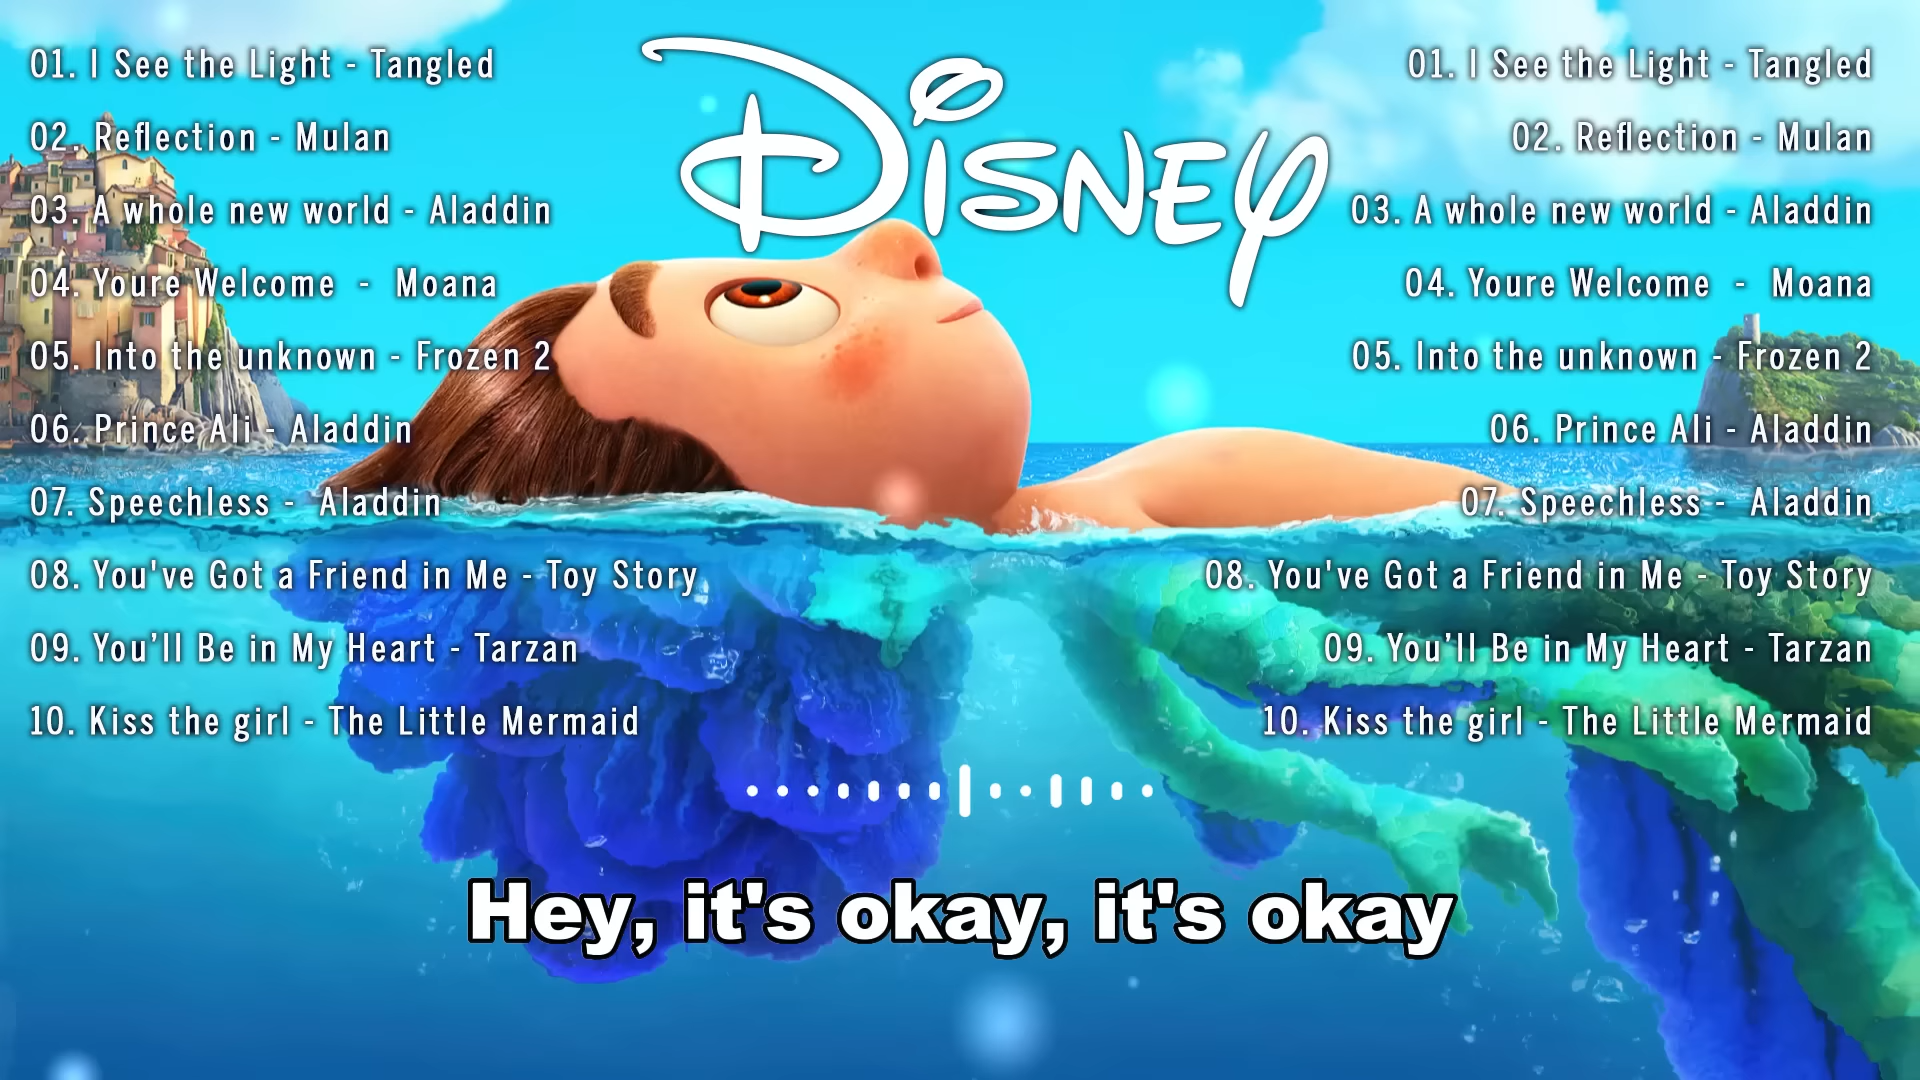 01. I See the Light - Tangled
02. Reflection - Mulan
03. A whole new world - Aladdin
04. Youre Welcome - Moana
05. Into the unknown - Frozen 2
06. Prince Ali - Aladdin
07. Speechless - Aladdin
08. You've Got a Friend in Me - Toy Story
09. You’ll Be in My Heart - Tarzan
10. Kiss the girl - The Little Mermaid
Disney
01. I See the Light - Tangled
02. Reflection - Mulan
03. A whole new world - Aladdin
04. Youre Welcome - Moana
05. Into the unknown - Frozen 2
06. Prince Ali - Aladdin
07. Speechless - Aladdin
08. You've Got a Friend in Me - Toy Story
09. You’ll Be in My Heart - Tarzan
10. Kiss the girl - The Little Mermaid
Hey, it's okay, it's okay